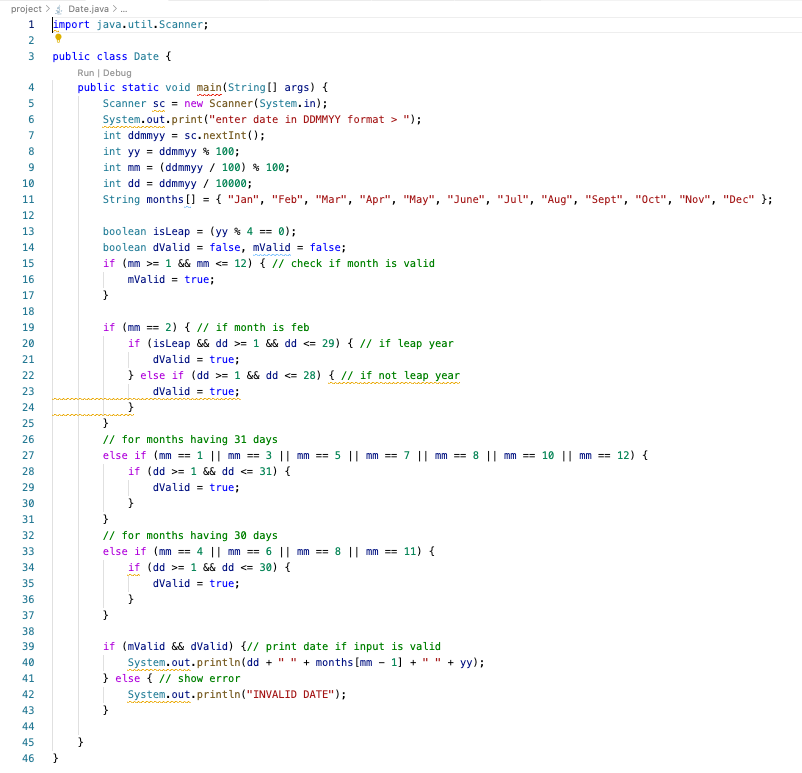 project > Date.java > ...
1 import java.util.Scanner;
2
3 public class Date {
Run | Debug
4 public static void main(String[] args) {
5 Scanner sc = new Scanner(System.in);
6 System.out.print("enter date in DDMMYY format > ");
7 int ddmmyy = sc.nextInt();
8 int yy = ddmmyy % 100;
9 int mm = (ddmmyy / 100) % 100;
10 int dd = ddmmyy / 10000;
11 String months[] = { "Jan", "Feb", "Mar", "Apr", "May", "June", "Jul", "Aug", "Sept", "Oct", "Nov", "Dec" };
12
13 boolean isLeap = (yy % 4 == 0);
14 boolean dValid = false, mValid = false;
15 if (mm >= 1 && mm <= 12) { // check if month is valid
16 mValid = true;
17 }
18
19 if (mm == 2) { // if month is feb
20 if (isLeap && dd >= 1 && dd <= 29) { // if leap year
21 dValid = true;
22 } else if (dd >= 1 && dd <= 28) { // if not leap year
23 dValid = true;
24 }
25 }
26 // for months having 31 days
27 else if (mm == 1 || mm == 3 || mm == 5 || mm == 7 || mm == 8 || mm == 10 || mm == 12) {
28 if (dd >= 1 && dd <= 31) {
29 dValid = true;
30 }
31 }
32 // for months having 30 days
33 else if (mm == 4 || mm == 6 || mm == 8 || mm == 11) {
34 if (dd >= 1 && dd <= 30) {
35 dValid = true;
36 }
37 }
38
39 if (mValid && dValid) {// print date if input is valid
40 System.out.println(dd + " " + months[mm - 1] + " " + yy);
41 } else { // show error
42 System.out.println("INVALID DATE");
43 }
44
45 }
46 }